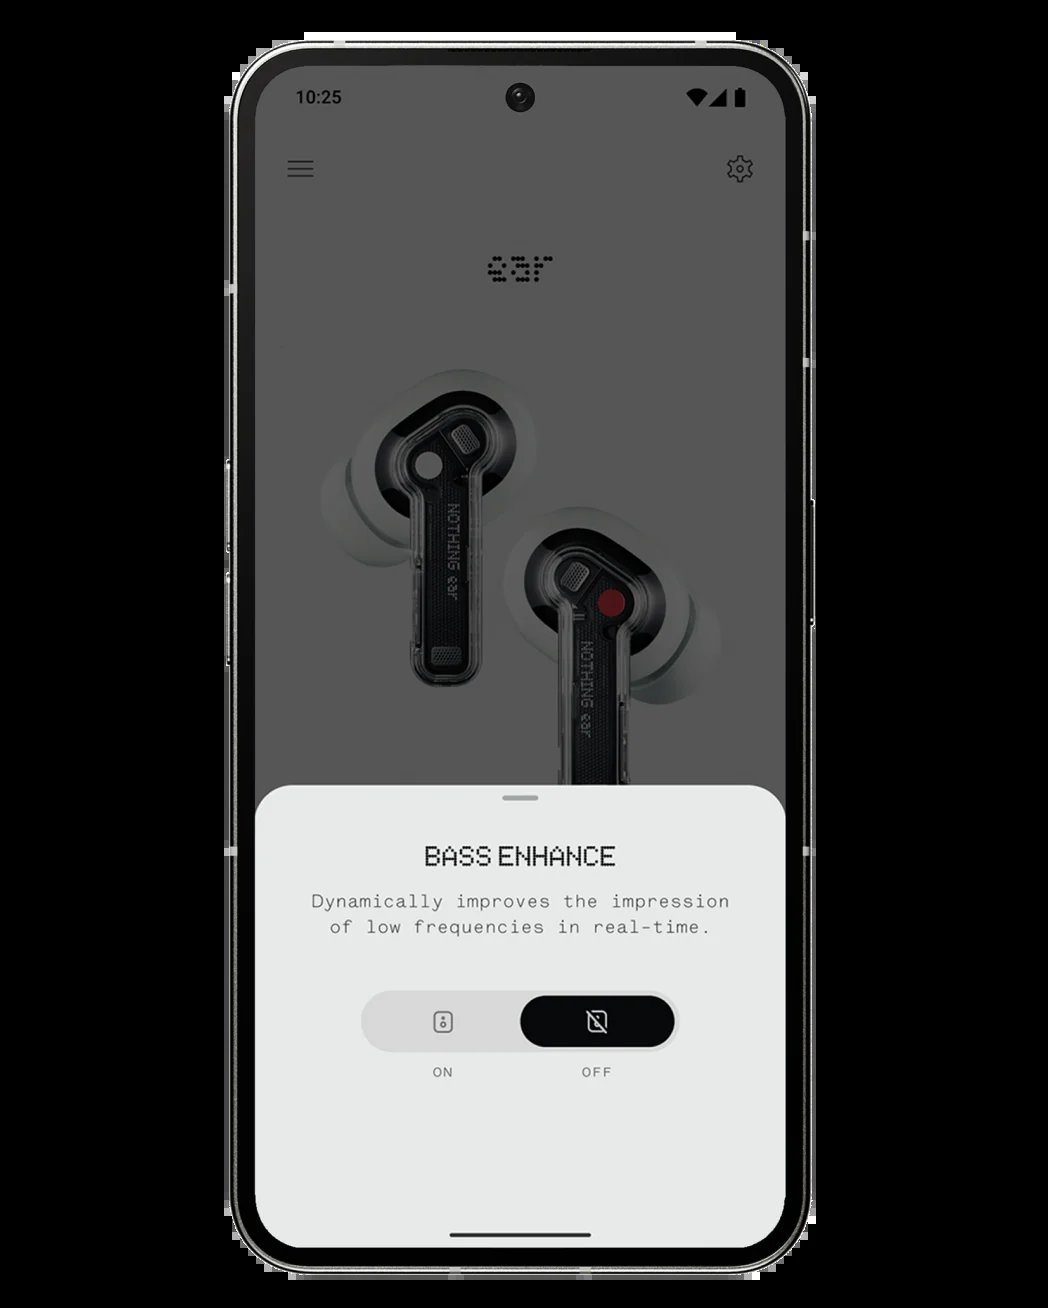 10:25
ear
NOTHING ear
NOTHING ear
BASS ENHANCE
Dynamically improves the impression
of low frequencies in real-time.
ON
OFF